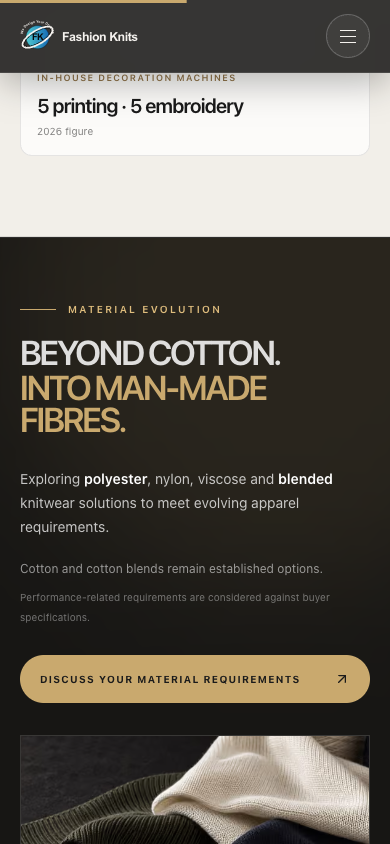 FK
Fashion Knits
IN-HOUSE DECORATION MACHINES
5 printing · 5 embroidery
2026 figure
MATERIAL EVOLUTION
BEYOND COTTON.
INTO MAN-MADE
FIBRES.
Exploring polyester, nylon, viscose and blended
knitwear solutions to meet evolving apparel
requirements.
Cotton and cotton blends remain established options.
Performance-related requirements are considered against buyer
specifications.
DISCUSS YOUR MATERIAL REQUIREMENTS